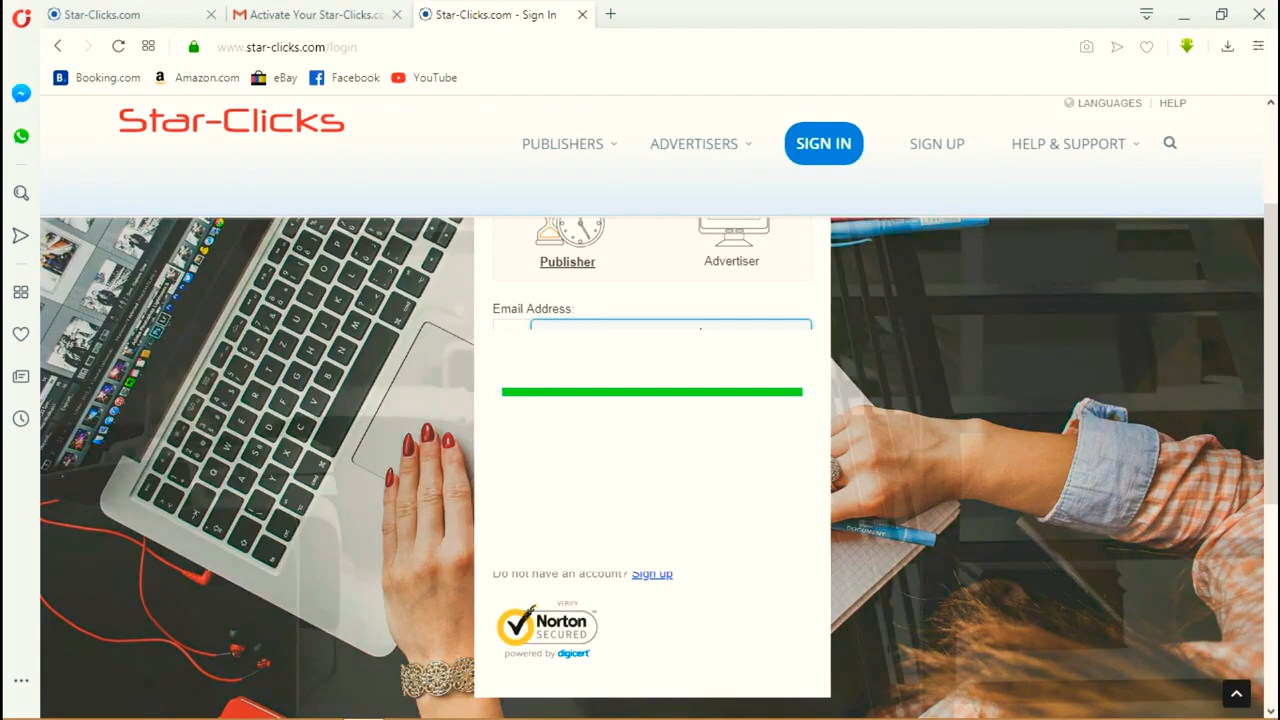 Star-Clicks.com
Activate Your Star-Clicks.co
Star-Clicks.com - Sign In
www.star-clicks.com/login
Booking.com
Amazon.com
eBay
Facebook
YouTube
LANGUAGES | HELP
Star-Clicks
PUBLISHERS
ADVERTISERS
SIGN IN
SIGN UP
HELP & SUPPORT
Publisher
Advertiser
Email Address:
Do not have an account? Sign up
VERIFY
Norton
SECURED
powered by digicert
DOCUMENT